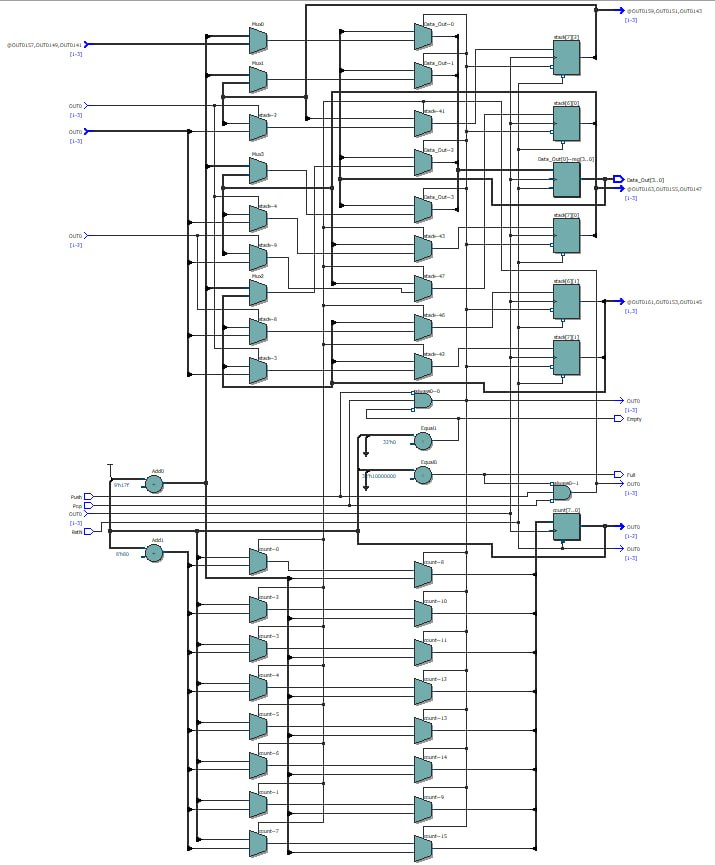 @OUT0159,OUT0151,OUT0143
[1-3]
Mux0
Data_Out~0
stack[7][2]
@OUT0157,OUT0149,OUT0141
[1-3]
Mux1
Data_Out~1
OUT0
[1-3]
stack~2
stack~41
stack[6][0]
OUT0
[1-3]
Mux3
Data_Out~2
Data_Out[0]~reg[3..0]
Data_Out[3..0]
@OUT0163,OUT0155,OUT0147
[1-3]
Data_Out~3
stack~4
stack[7][0]
OUT0
[1-3]
stack~43
stack~9
Mux2
stack~47
stack[6][1]
@OUT0161,OUT0153,OUT0145
[1,3]
stack~8
stack~46
stack~3
stack~42
stack[7][1]
always0~0
OUT0
[1-3]
Empty
Equal1
32'h0
Equal0
32'h10000000
Full
Add0
9'h17F
always0~1
OUT0
[1-3]
Push
Pop
OUT0
[1-3]
RstN
count[7..0]
OUT0
[1-2]
Add1
8'h80
OUT0
[1-3]
count~0
count~8
count~2
count~10
count~3
count~11
count~4
count~12
count~5
count~13
count~6
count~14
count~1
count~9
count~7
count~15